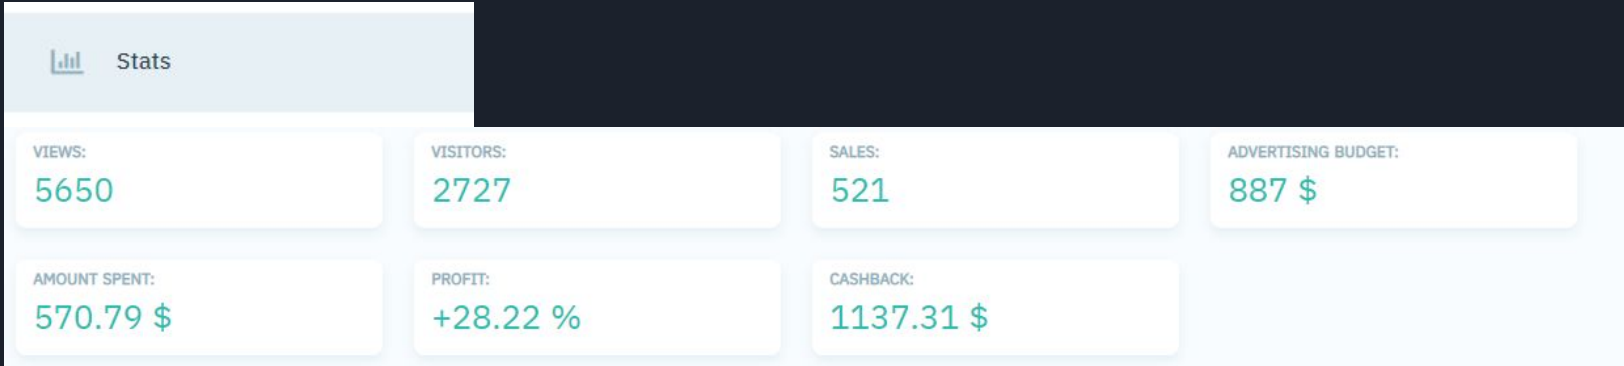 Stats
VIEWS:
5650
VISITORS:
2727
SALES:
521
ADVERTISING BUDGET:
887 $
AMOUNT SPENT:
570.79 $
PROFIT:
+28.22 %
CASHBACK:
1137.31 $